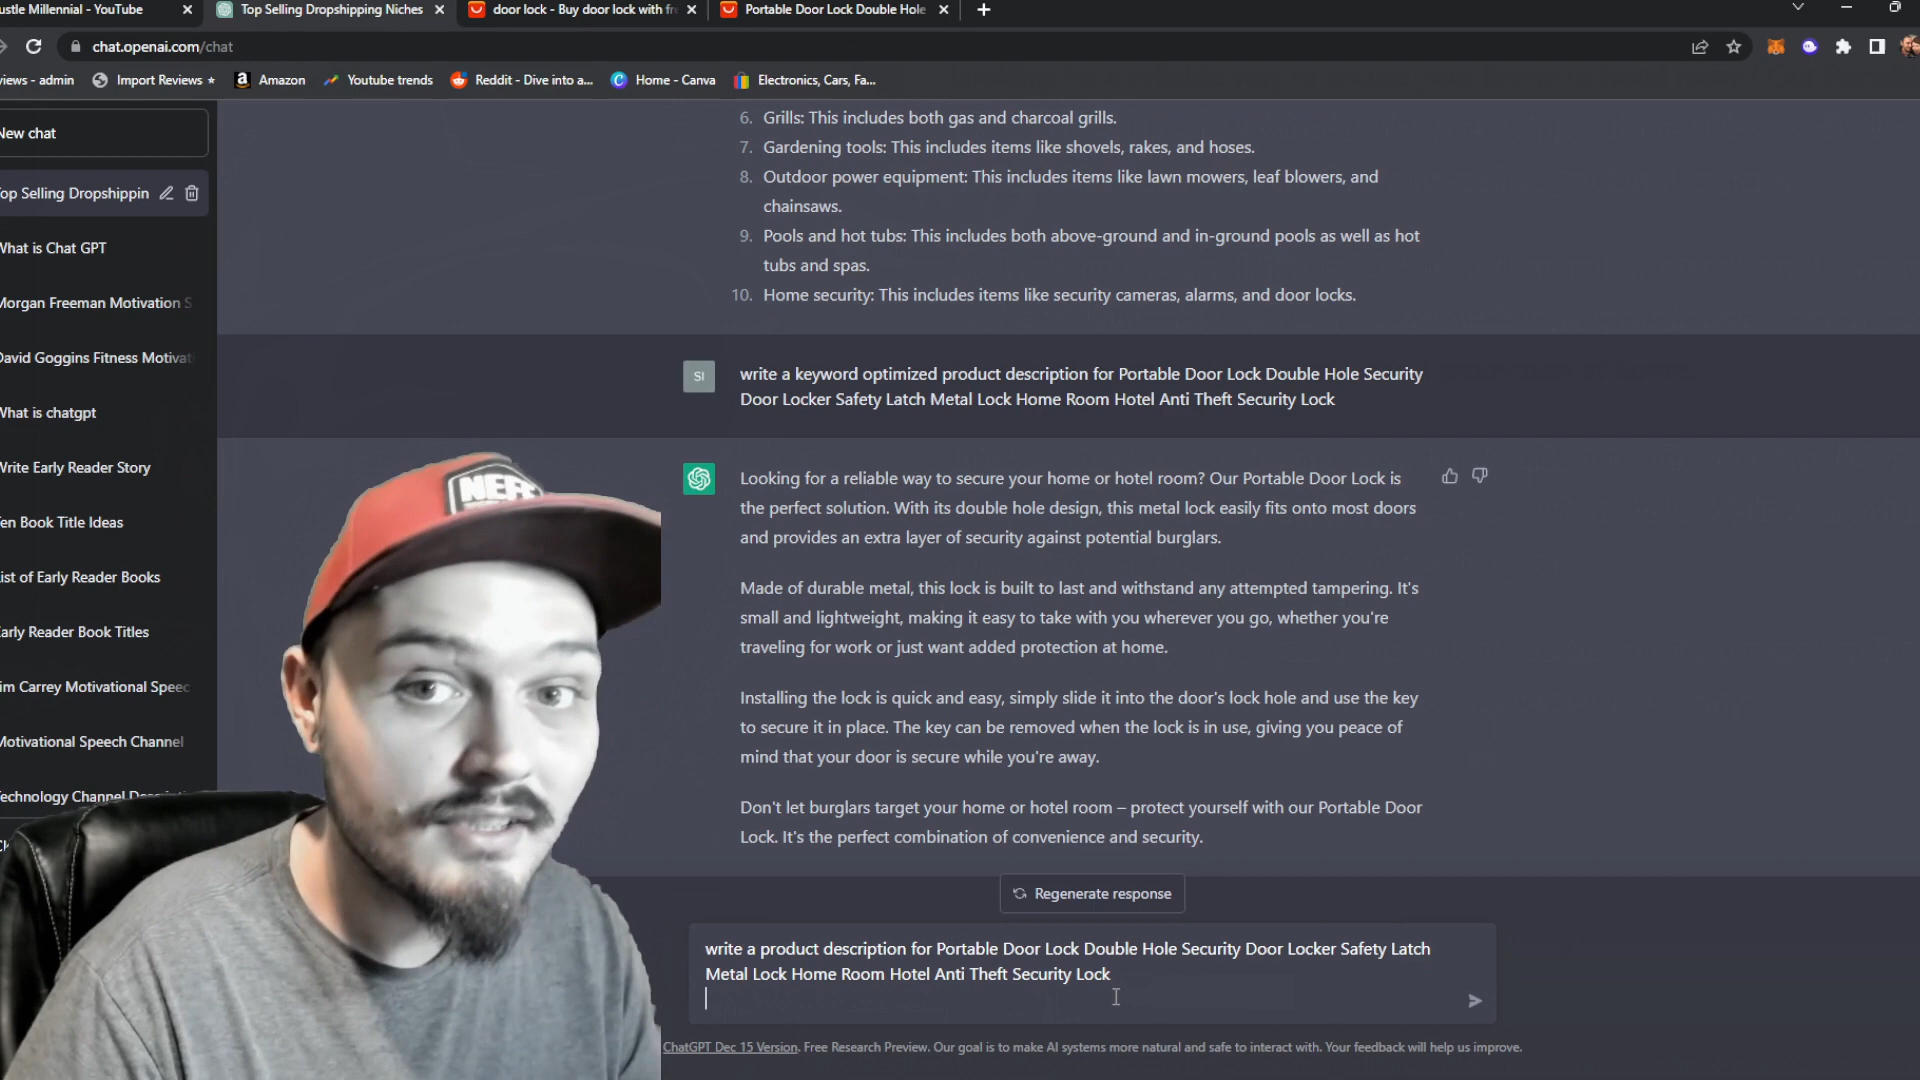 ustle Millennial - YouTube
Top Selling Dropshipping Niches
door lock - Buy door lock with fr
Portable Door Lock Double Hole
chat.openai.com/chat
views - admin
Import Reviews
Amazon
Youtube trends
Reddit - Dive into a...
Home - Canva
Electronics, Cars, Fa...
New chat
op Selling Dropshippin
What is Chat GPT
Morgan Freeman Motivation S
David Goggins Fitness Motivat
What is chatgpt
Write Early Reader Story
en Book Title Ideas
ist of Early Reader Books
arly Reader Book Titles
im Carrey Motivational Speec
Motivational Speech Channel
echnology Channel
6. Grills: This includes both gas and charcoal grills.
7. Gardening tools: This includes items like shovels, rakes, and hoses.
8. Outdoor power equipment: This includes items like lawn mowers, leaf blowers, and
chainsaws.
9. Pools and hot tubs: This includes both above-ground and in-ground pools as well as hot
tubs and spas.
10. Home security: This includes items like security cameras, alarms, and door locks.
SI
write a keyword optimized product description for Portable Door Lock Double Hole Security
Door Locker Safety Latch Metal Lock Home Room Hotel Anti Theft Security Lock
Looking for a reliable way to secure your home or hotel room? Our Portable Door Lock is
the perfect solution. With its double hole design, this metal lock easily fits onto most doors
and provides an extra layer of security against potential burglars.
Made of durable metal, this lock is built to last and withstand any attempted tampering. It's
small and lightweight, making it easy to take with you wherever you go, whether you're
traveling for work or just want added protection at home.
Installing the lock is quick and easy, simply slide it into the door's lock hole and use the key
to secure it in place. The key can be removed when the lock is in use, giving you peace of
mind that your door is secure while you're away.
Don't let burglars target your home or hotel room – protect yourself with our Portable Door
Lock. It's the perfect combination of convenience and security.
NEFF
Regenerate response
write a product description for Portable Door Lock Double Hole Security Door Locker Safety Latch
Metal Lock Home Room Hotel Anti Theft Security Lock
ChatGPT Dec 15 Version. Free Research Preview. Our goal is to make AI systems more natural and safe to interact with. Your feedback will help us improve.